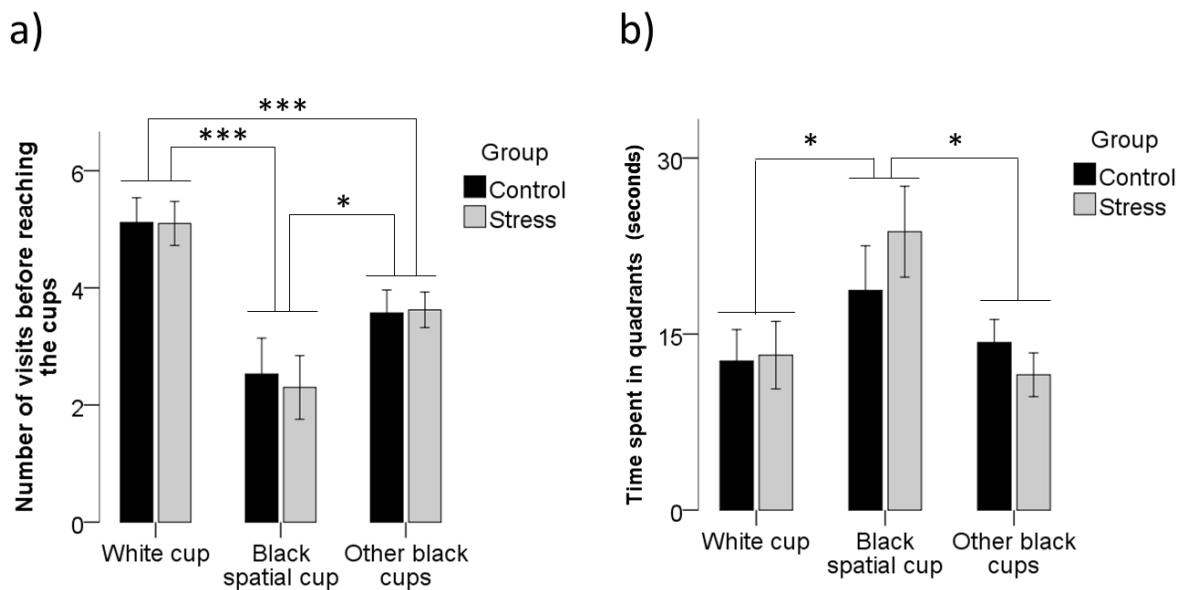 a)
Number of visits before reaching
the cups
6
4
2
0
***
***
*
Group
Control
Stress
White cup
Black
spatial cup
Other black
cups
b)
Time spent in quadrants (seconds)
30
15
0
*
*
Group
Control
Stress
White cup
Black
spatial cup
Other black
cups